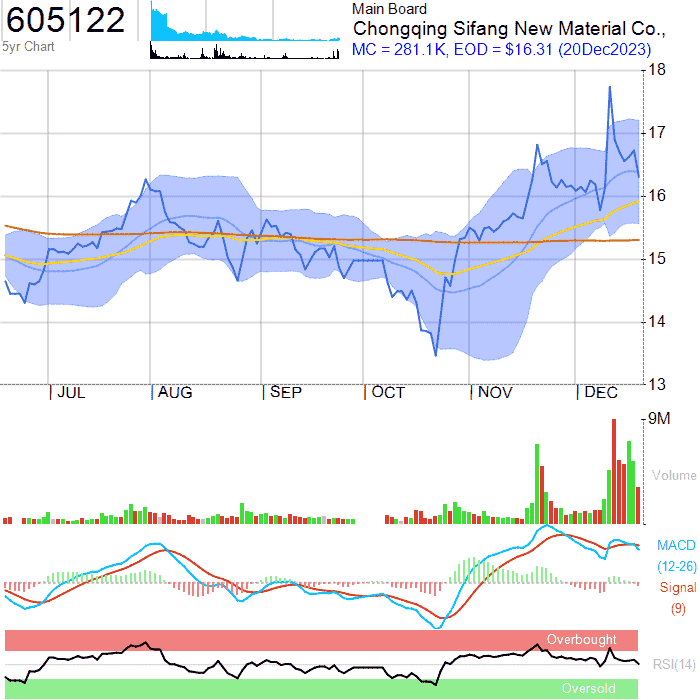 605122
5yr Chart
Main Board
Chongqing Sifang New Material Co.,
MC = 281.1K, EOD = $16.31 (20Dec2023)
18
17
16
15
14
13
| JUL | AUG | SEP | OCT | NOV | DEC
9M
Volume
MACD
(12-26)
Signal
(9)
Overbought
RSI(14)
Oversold